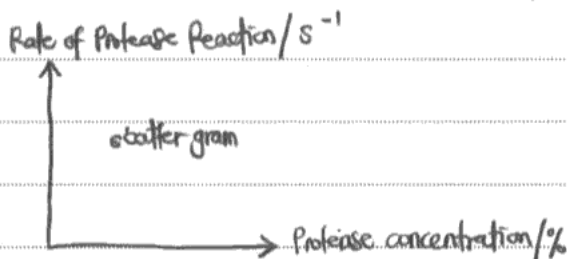 Rate of Protease Reaction / s⁻¹
scatter gram
Protease concentration / %